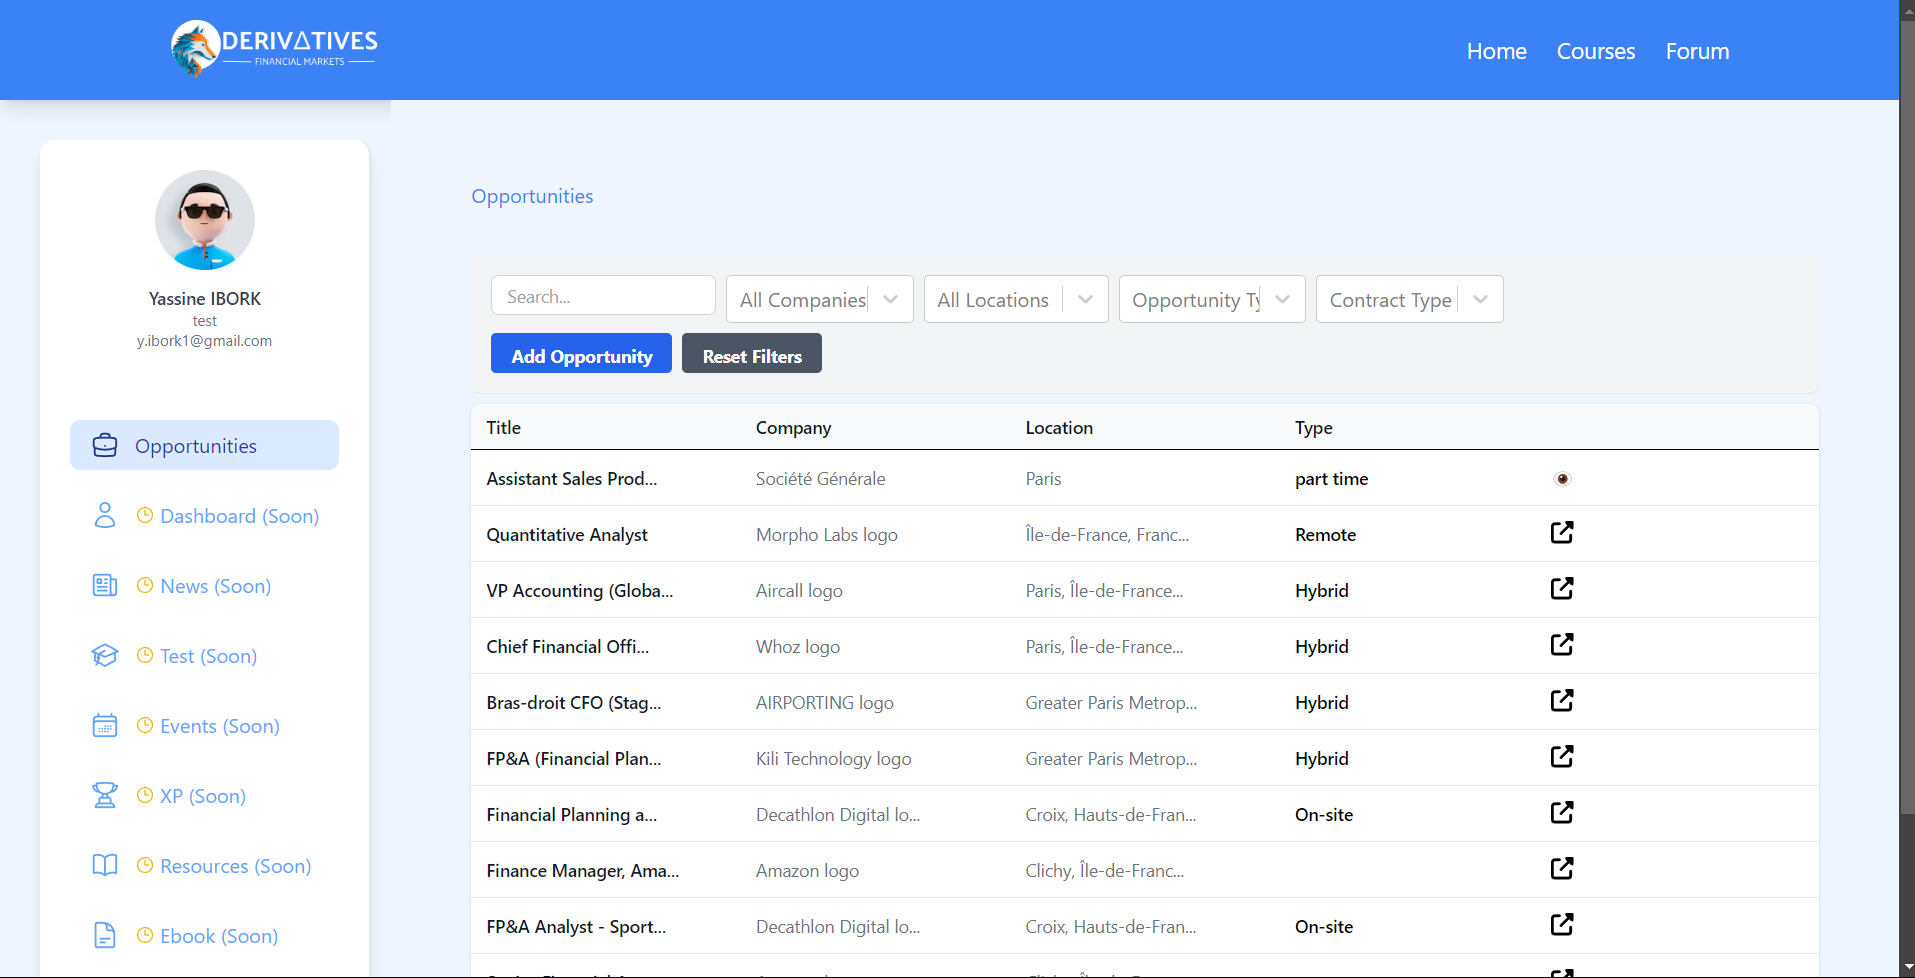 DERIVΔTIVES
FINANCIAL MARKETS
Home Courses Forum
Yassine IBORK
test
y.ibork1@gmail.com
Opportunities
Dashboard (Soon)
News (Soon)
Test (Soon)
Events (Soon)
XP (Soon)
Resources (Soon)
Ebook (Soon)
Opportunities
Search... All Companies All Locations Opportunity Ty Contract Type
Add Opportunity Reset Filters
Title Company Location Type
Assistant Sales Prod... Société Générale Paris part time
Quantitative Analyst Morpho Labs logo Île-de-France, Franc... Remote
VP Accounting (Globa... Aircall logo Paris, Île-de-France... Hybrid
Chief Financial Offi... Whoz logo Paris, Île-de-France... Hybrid
Bras-droit CFO (Stag... AIRPORTING logo Greater Paris Metrop... Hybrid
FP&A (Financial Plan... Kili Technology logo Greater Paris Metrop... Hybrid
Financial Planning a... Decathlon Digital lo... Croix, Hauts-de-Fran... On-site
Finance Manager, Ama... Amazon logo Clichy, Île-de-Franc...
FP&A Analyst - Sport... Decathlon Digital lo... Croix, Hauts-de-Fran... On-site